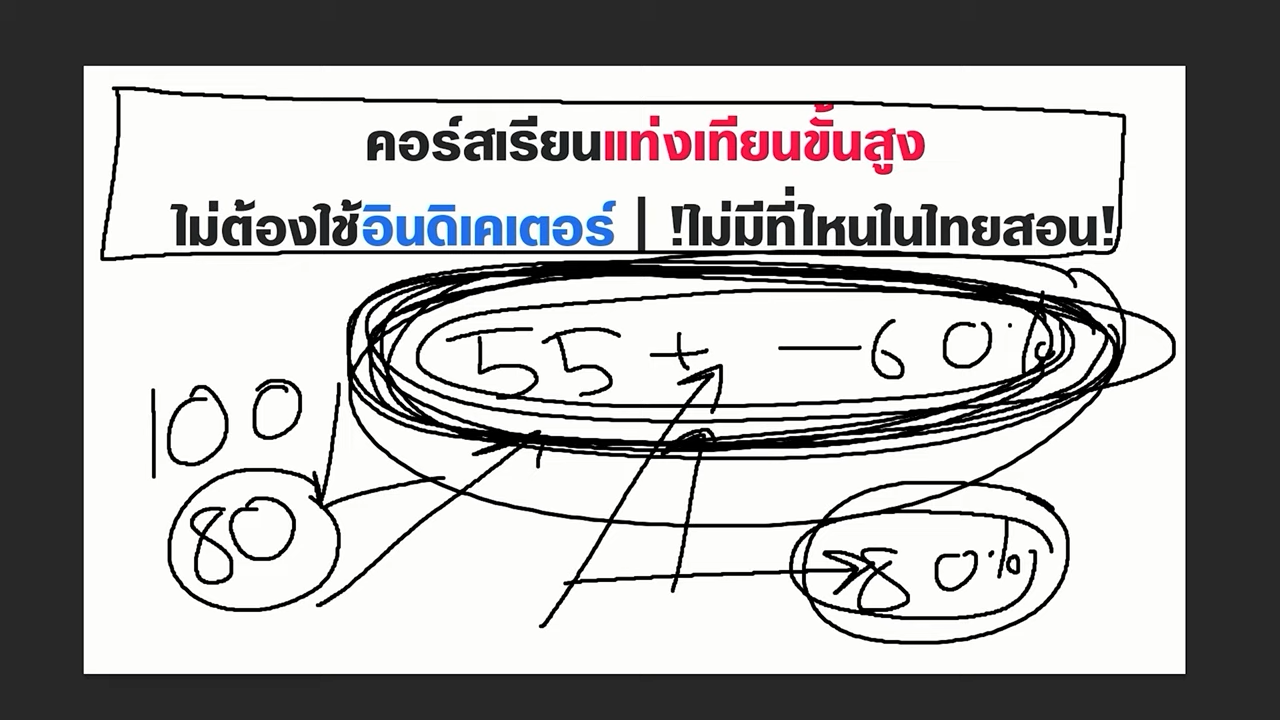 คอร์สเรียนแท่งเทียนขั้นสูง
ไม่ต้องใช้อินดิเคเตอร์ | !ไม่มีที่ไหนในไทยสอน!
55+ — 60%
100
80
80%